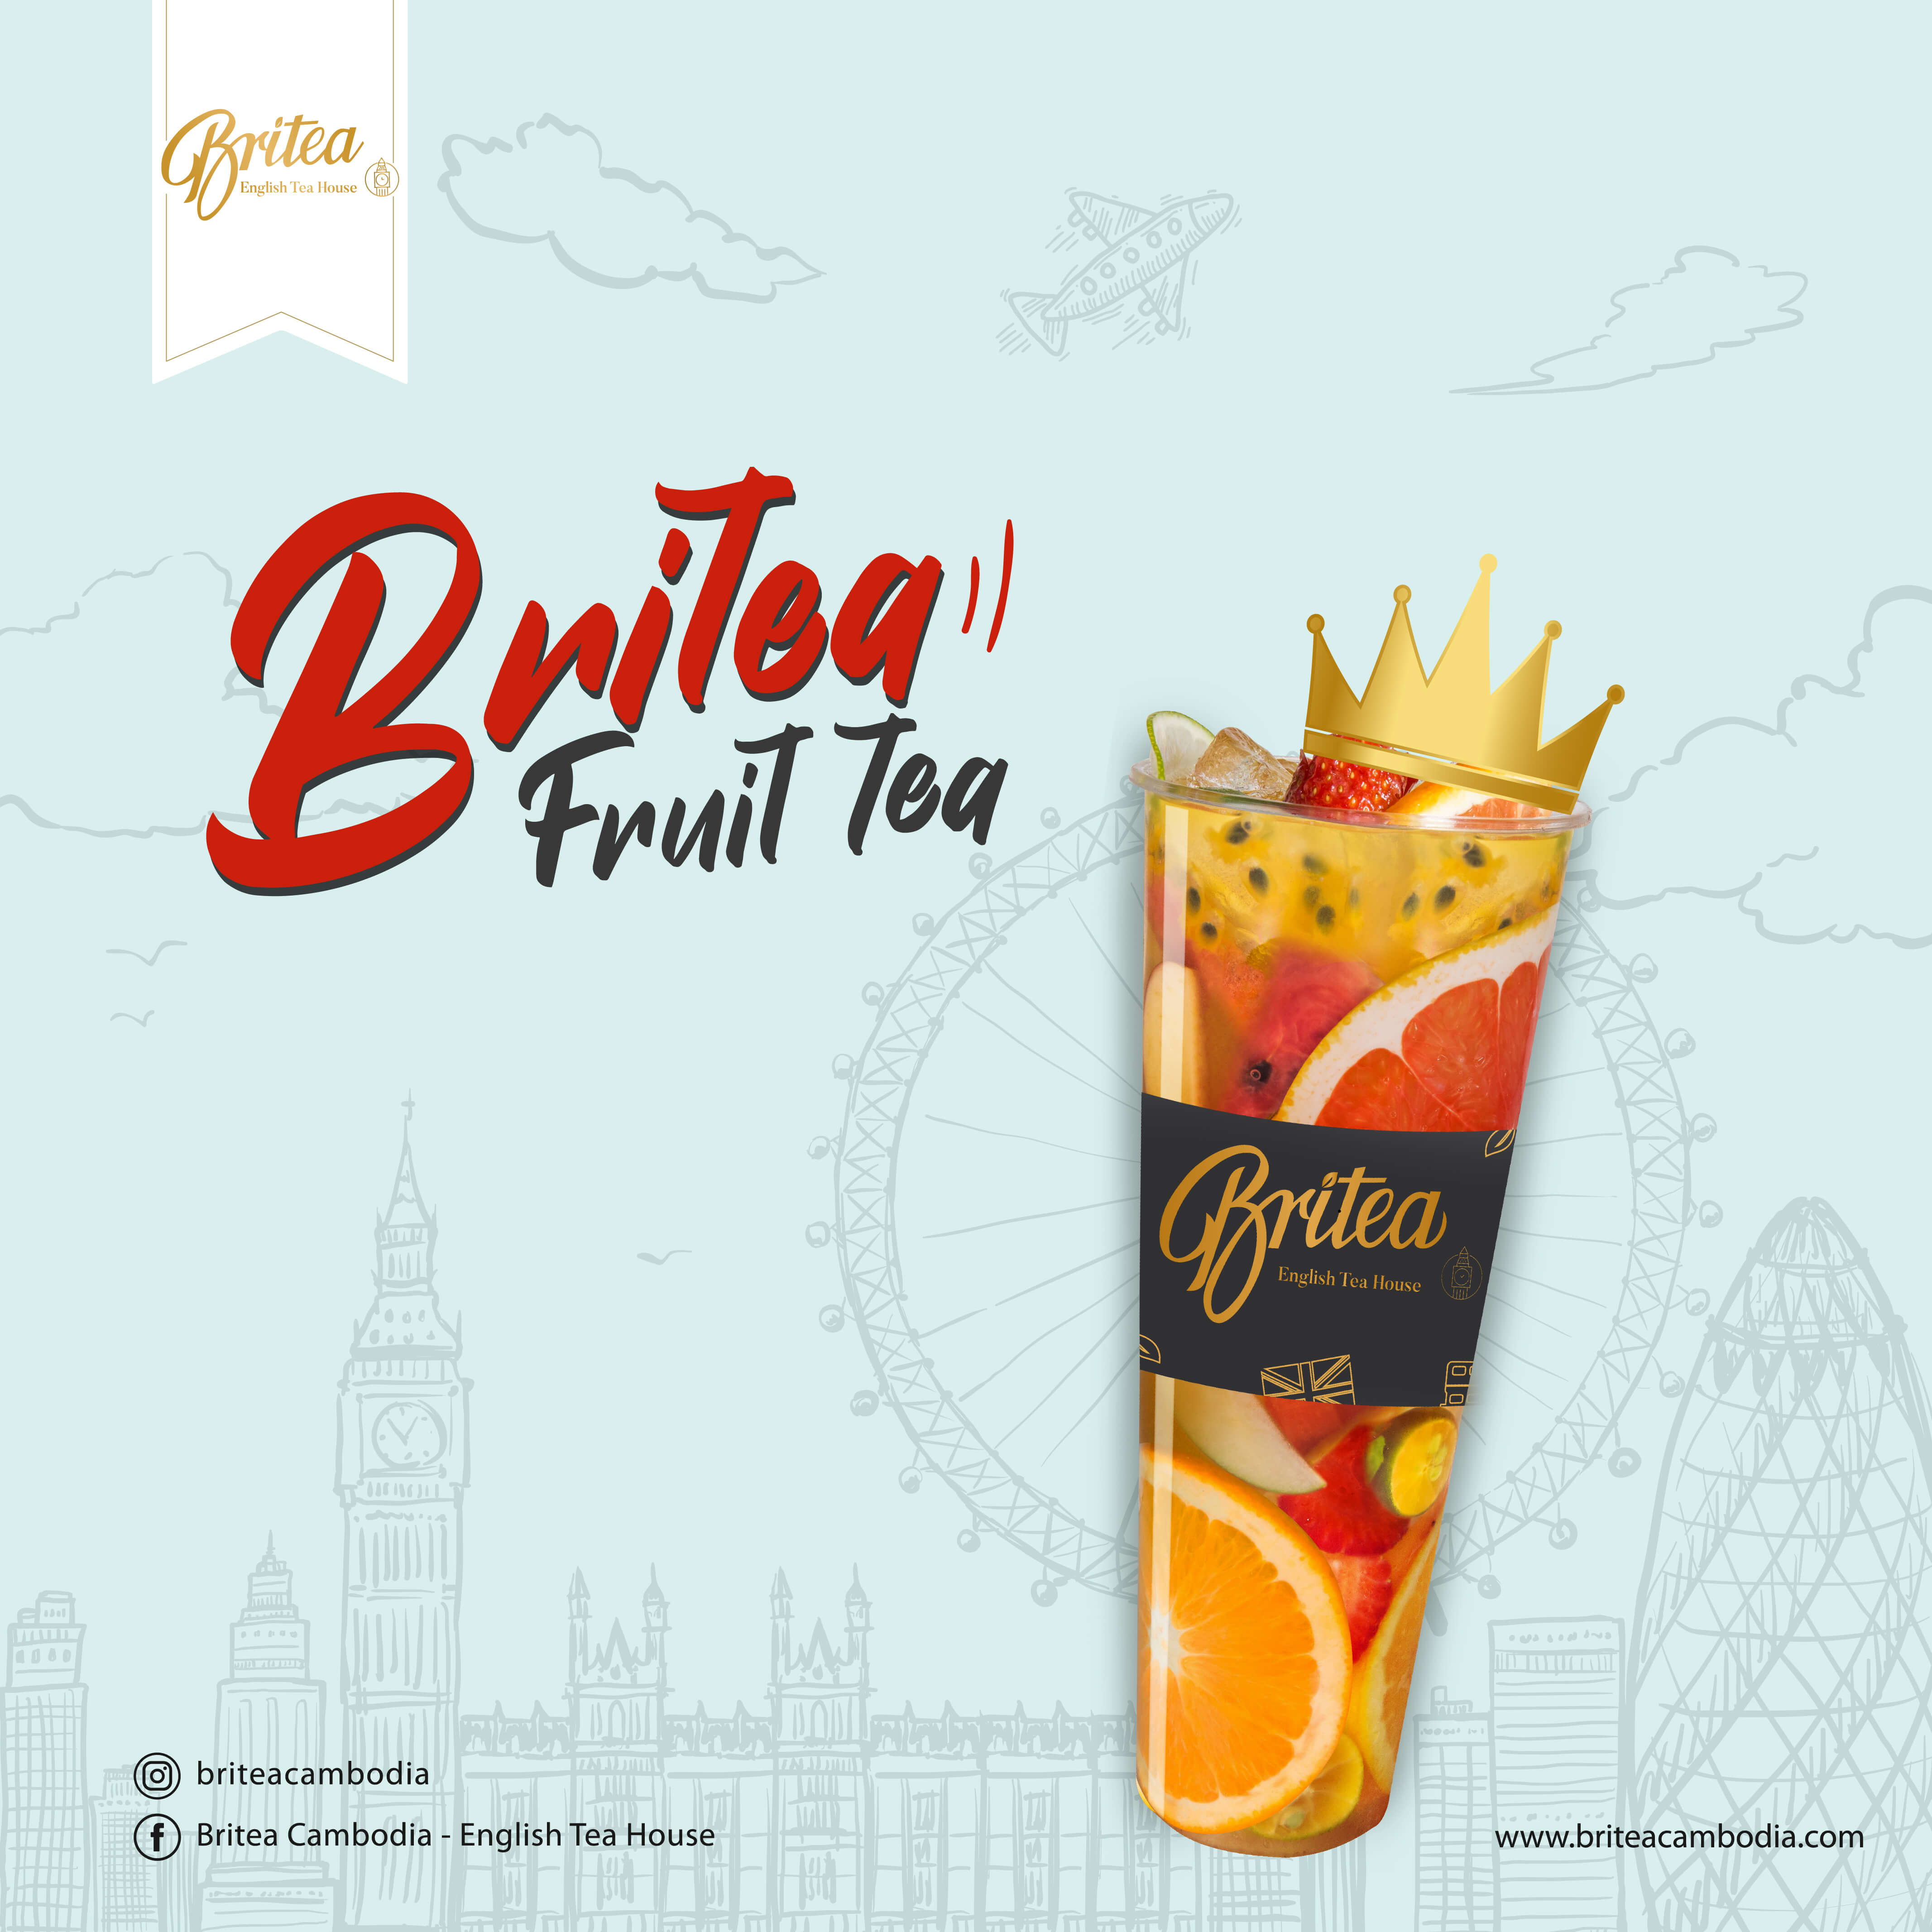 Britea
English Tea House
BriTea
Fruit Tea
Britea
English Tea House
briteacambodia
Britea Cambodia - English Tea House
www.briteacambodia.com